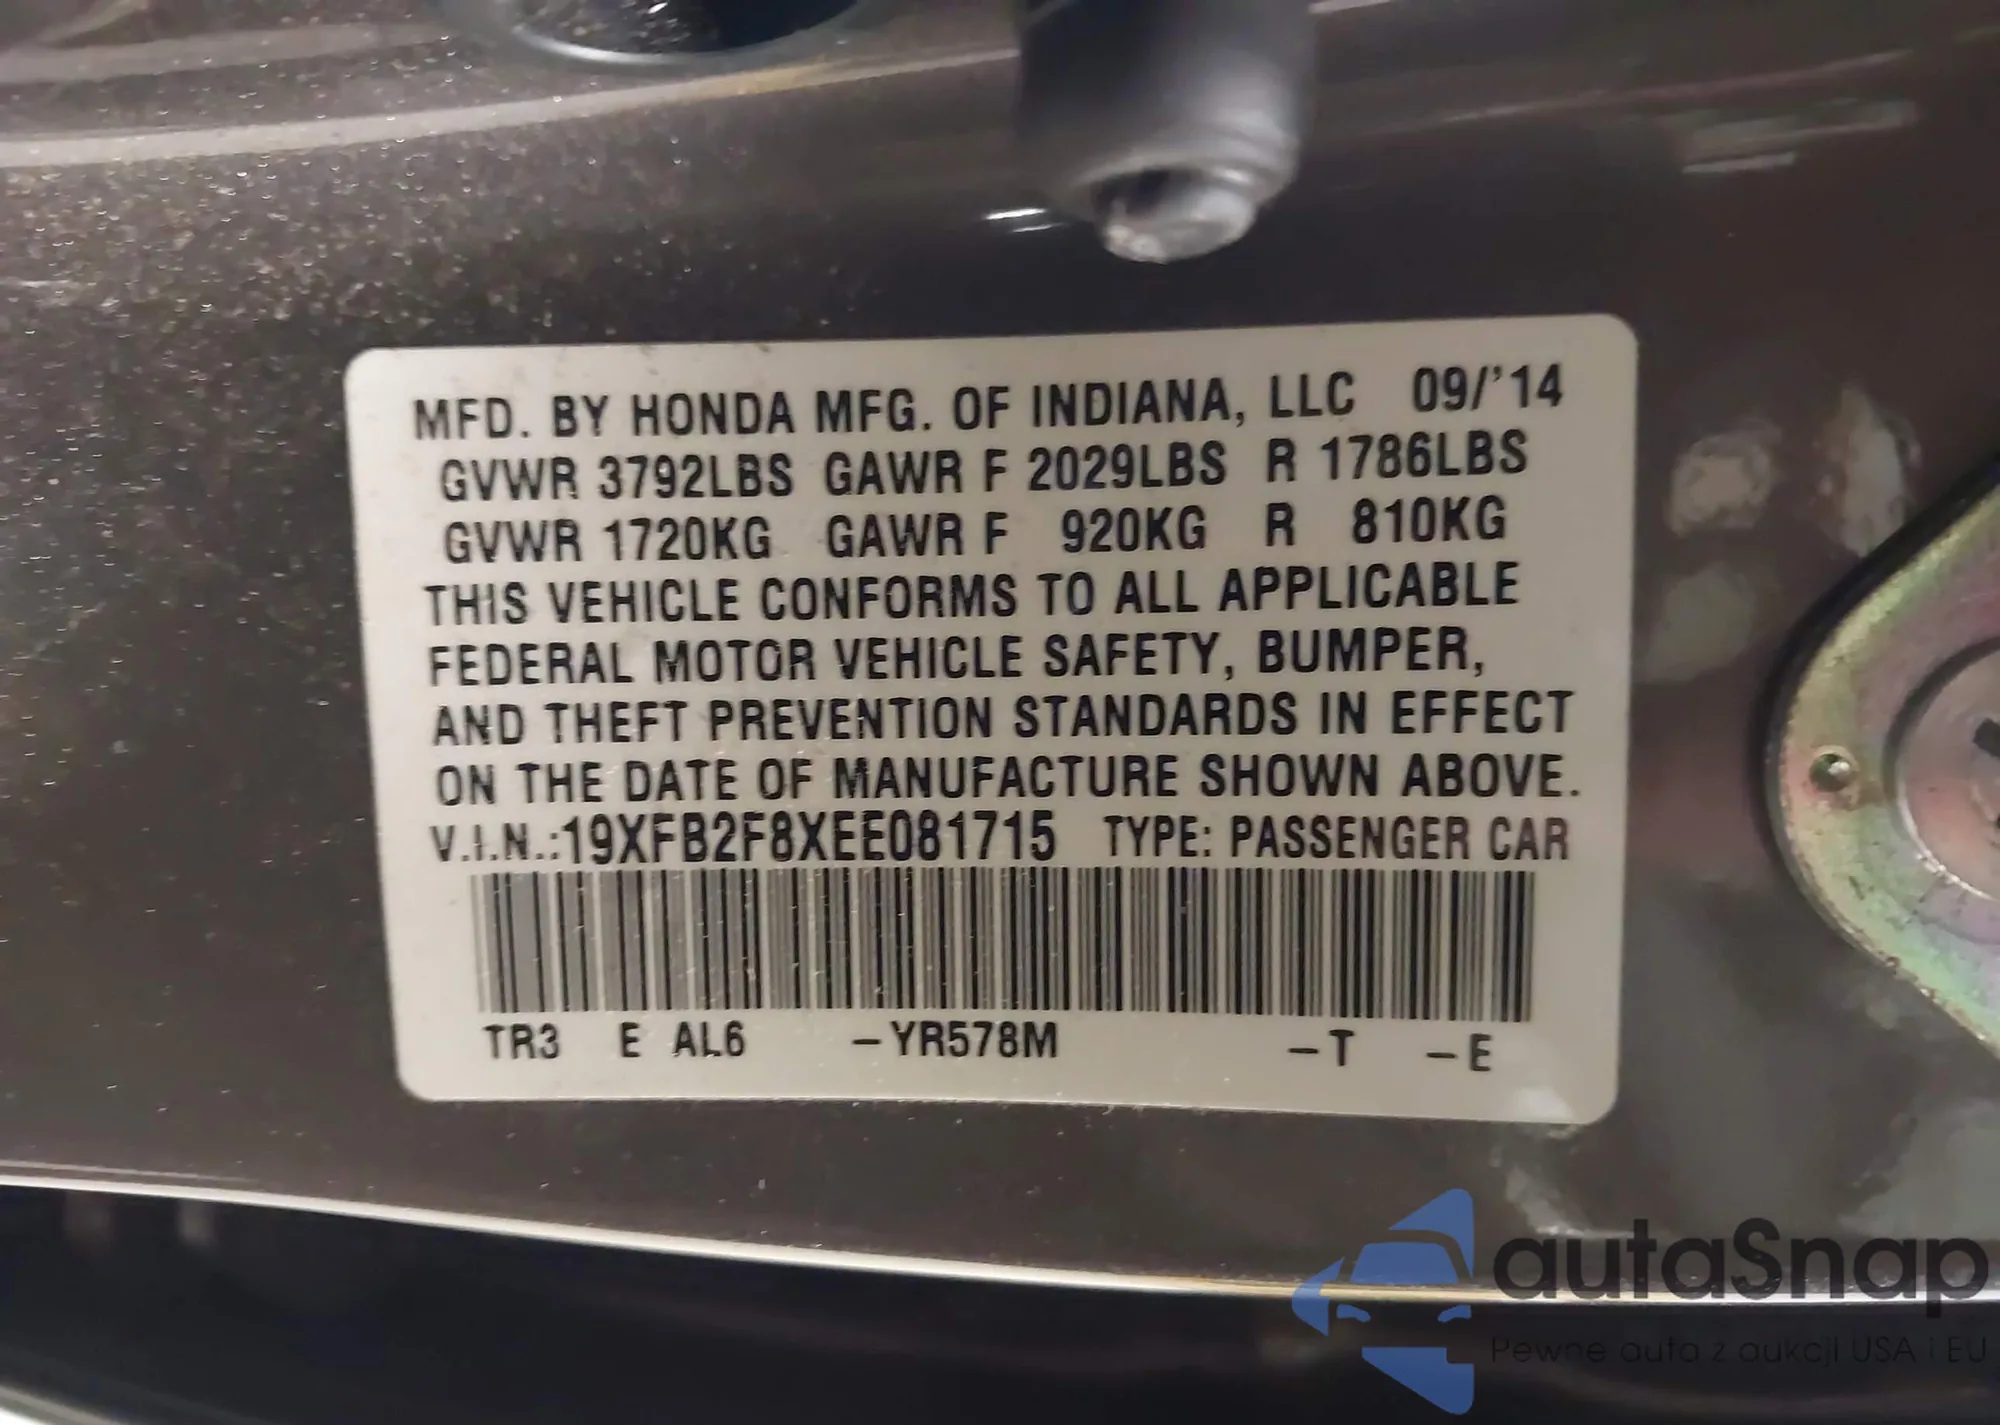 MFD. BY HONDA MFG. OF INDIANA, LLC 09/'14
GVWR 3792LBS GAWR F 2029LBS R 1786LBS
GVWR 1720KG GAWR F 920KG R 810KG
THIS VEHICLE CONFORMS TO ALL APPLICABLE
FEDERAL MOTOR VEHICLE SAFETY, BUMPER,
AND THEFT PREVENTION STANDARDS IN EFFECT
ON THE DATE OF MANUFACTURE SHOWN ABOVE.
V.I.N.:19XFB2F8XEE081715 TYPE: PASSENGER CAR
TR3 E AL6 –YR578M –T –E
autaSnap
Pewne auta z aukcji USA i EU